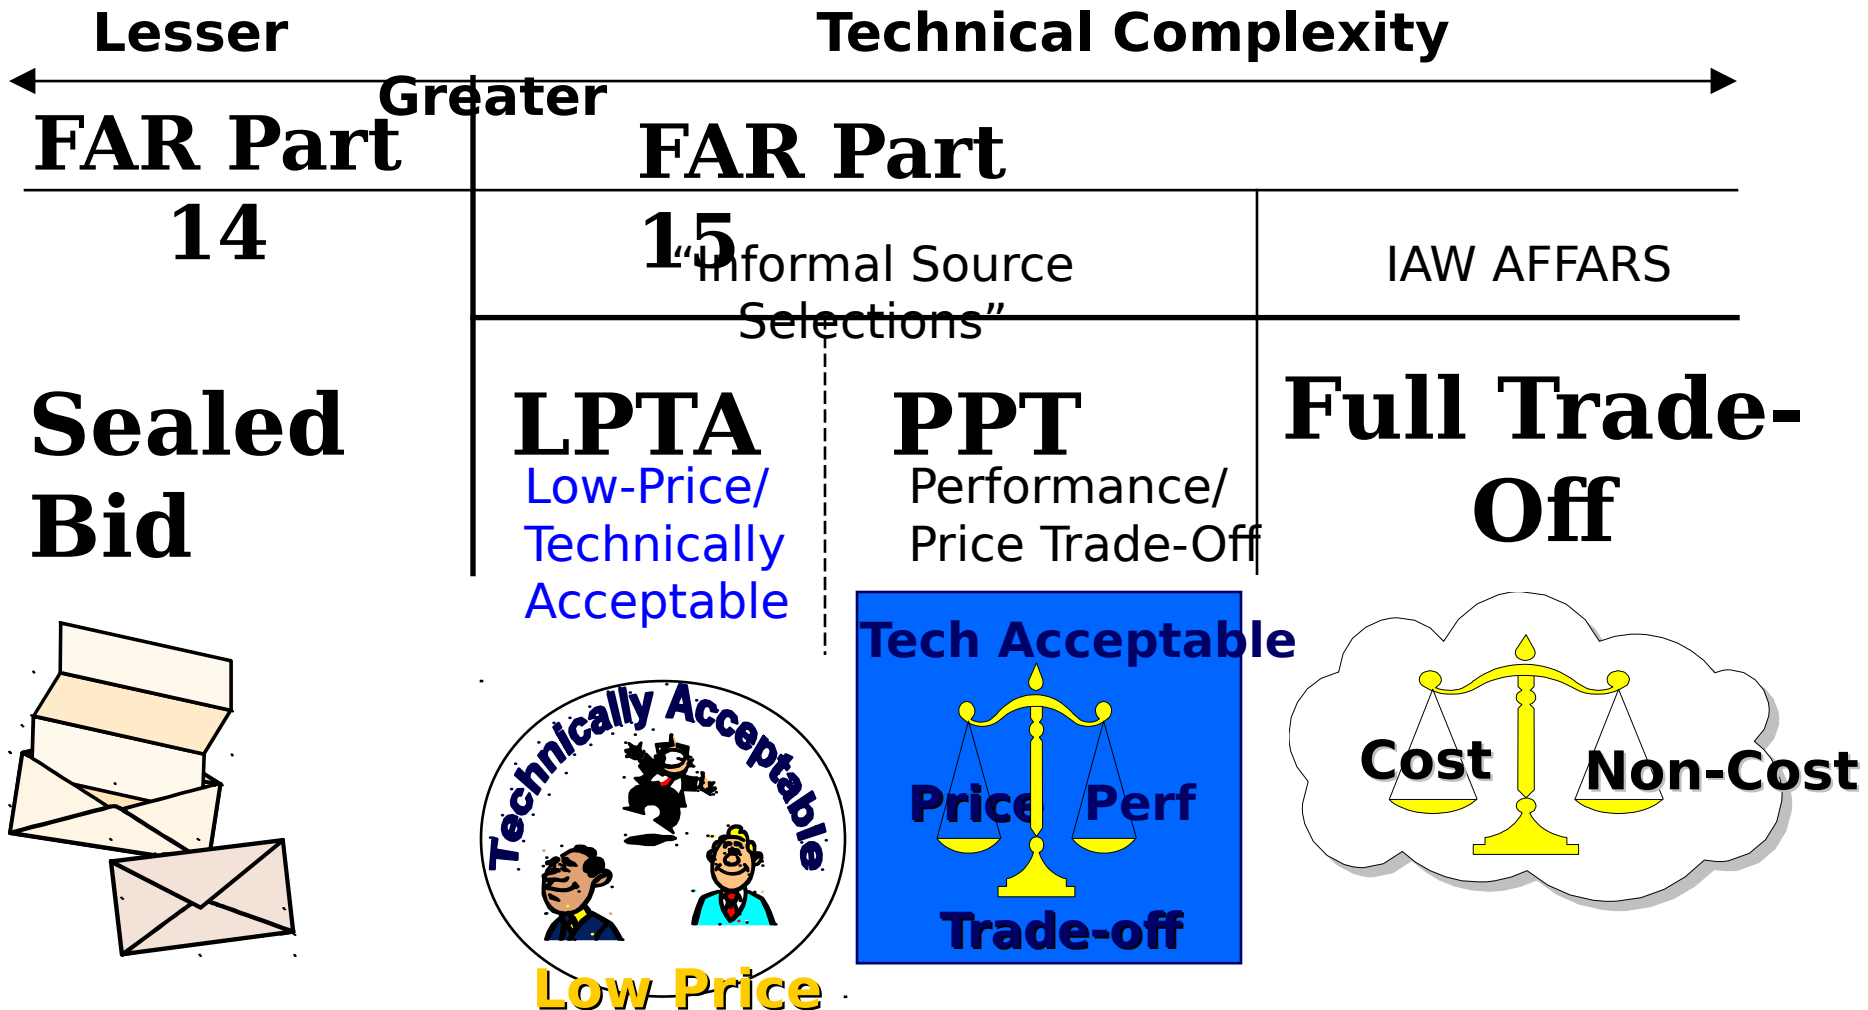 Lesser
Technical Complexity
Greater
FAR Part
14
FAR Part
15
“Informal Source
Selections”
IAW AFFARS
Sealed
Bid
LPTA
Low-Price/
Technically
Acceptable
PPT
Performance/
Price Trade-Off
Full Trade-
Off
Technically Acceptable
Low Price
Tech Acceptable
Price
Perf
Trade-off
Cost
Non-Cost